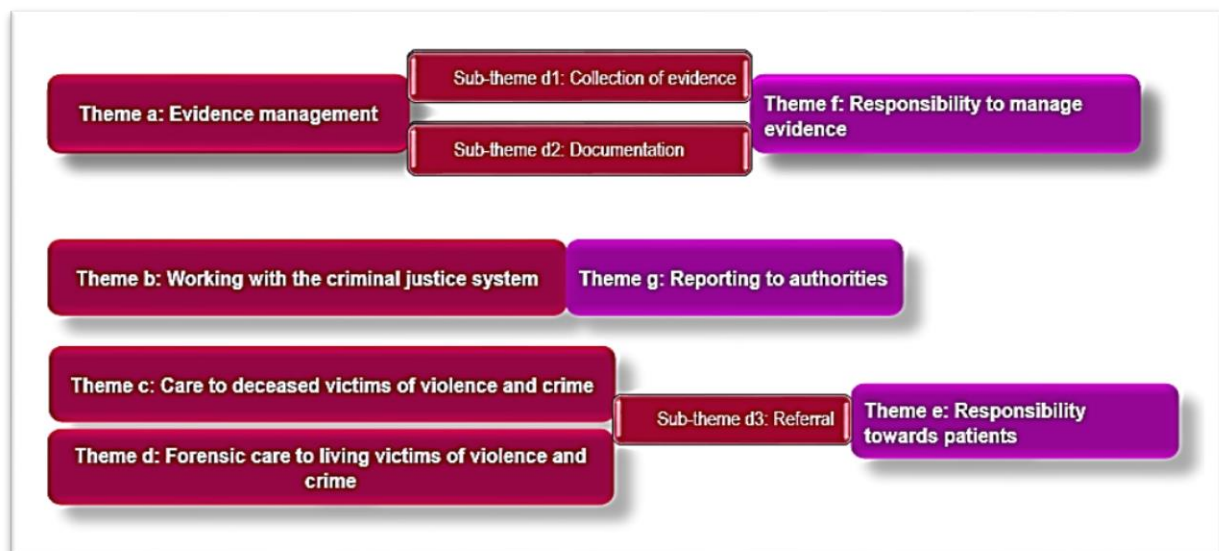 Sub-theme d1: Collection of evidence
Theme a: Evidence management
Theme f: Responsibility to manage
evidence
Sub-theme d2: Documentation
Theme b: Working with the criminal justice system
Theme g: Reporting to authorities
Theme c: Care to deceased victims of violence and crime
Sub-theme d3: Referral
Theme e: Responsibility
towards patients
Theme d: Forensic care to living victims of violence and
crime